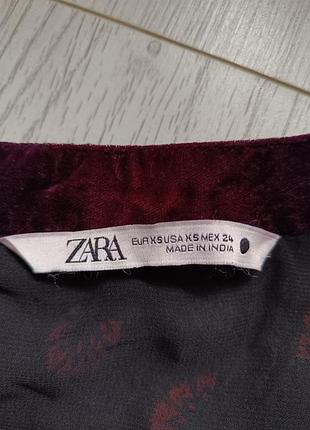 ZARA
EUR XS USA XS MEX 24
MADE IN INDIA